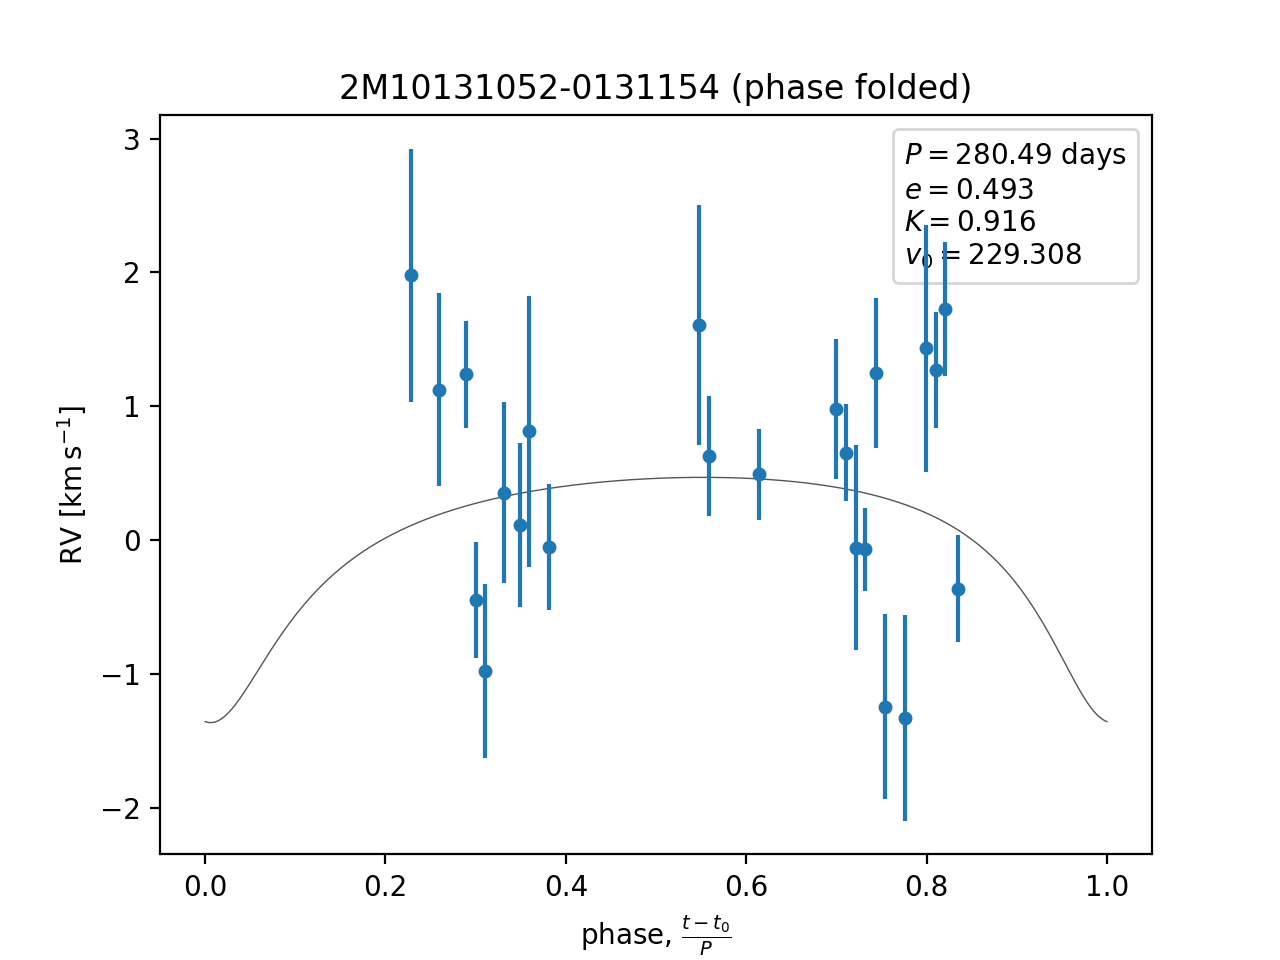 2M10131052-0131154 (phase folded)
P = 280.49 days
e = 0.493
K = 0.916
v₀ = 229.308
RV [km s⁻¹]
3
2
1
0
−1
−2
0.0 0.2 0.4 0.6 0.8 1.0
phase, (t − t₀)/P